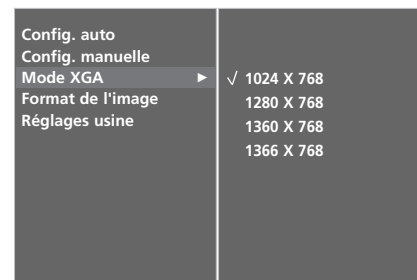 Config. auto
Config. manuelle
Mode XGA ►
Format de l'image
Réglages usine
√ 1024 X 768
1280 X 768
1360 X 768
1366 X 768